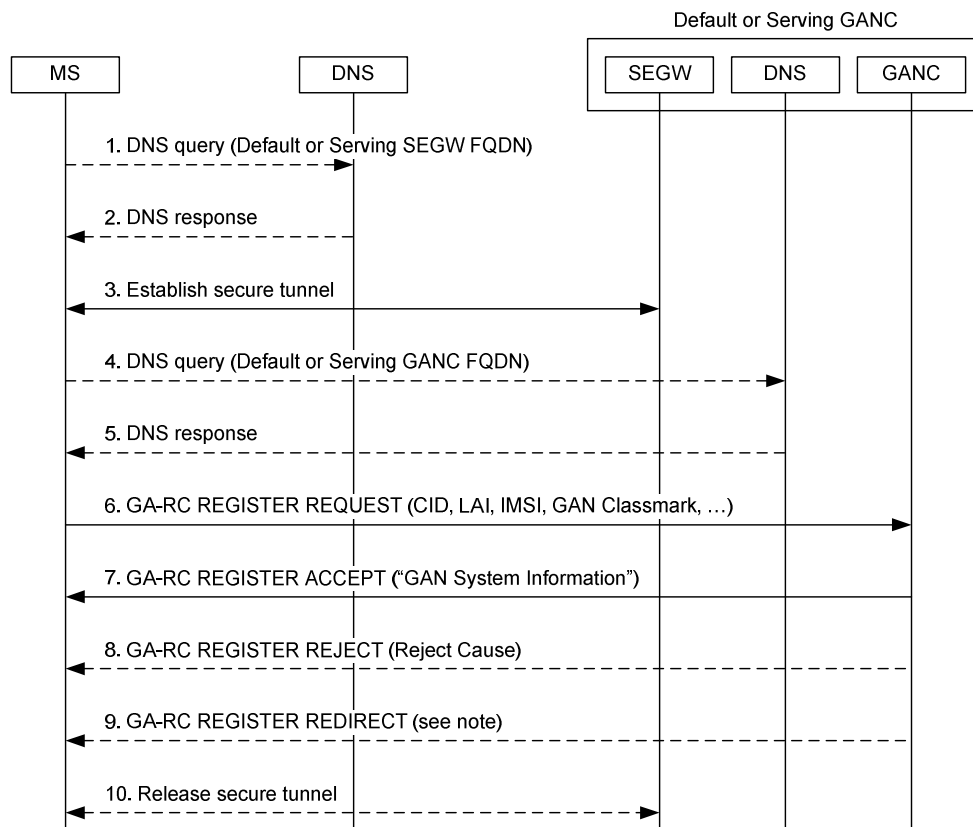 Default or Serving GANC
MS
DNS
SEGW
DNS
GANC
1. DNS query (Default or Serving SEGW FQDN)
2. DNS response
3. Establish secure tunnel
4. DNS query (Default or Serving GANC FQDN)
5. DNS response
6. GA-RC REGISTER REQUEST (CID, LAI, IMSI, GAN Classmark, …)
7. GA-RC REGISTER ACCEPT (“GAN System Information”)
8. GA-RC REGISTER REJECT (Reject Cause)
9. GA-RC REGISTER REDIRECT (see note)
10. Release secure tunnel